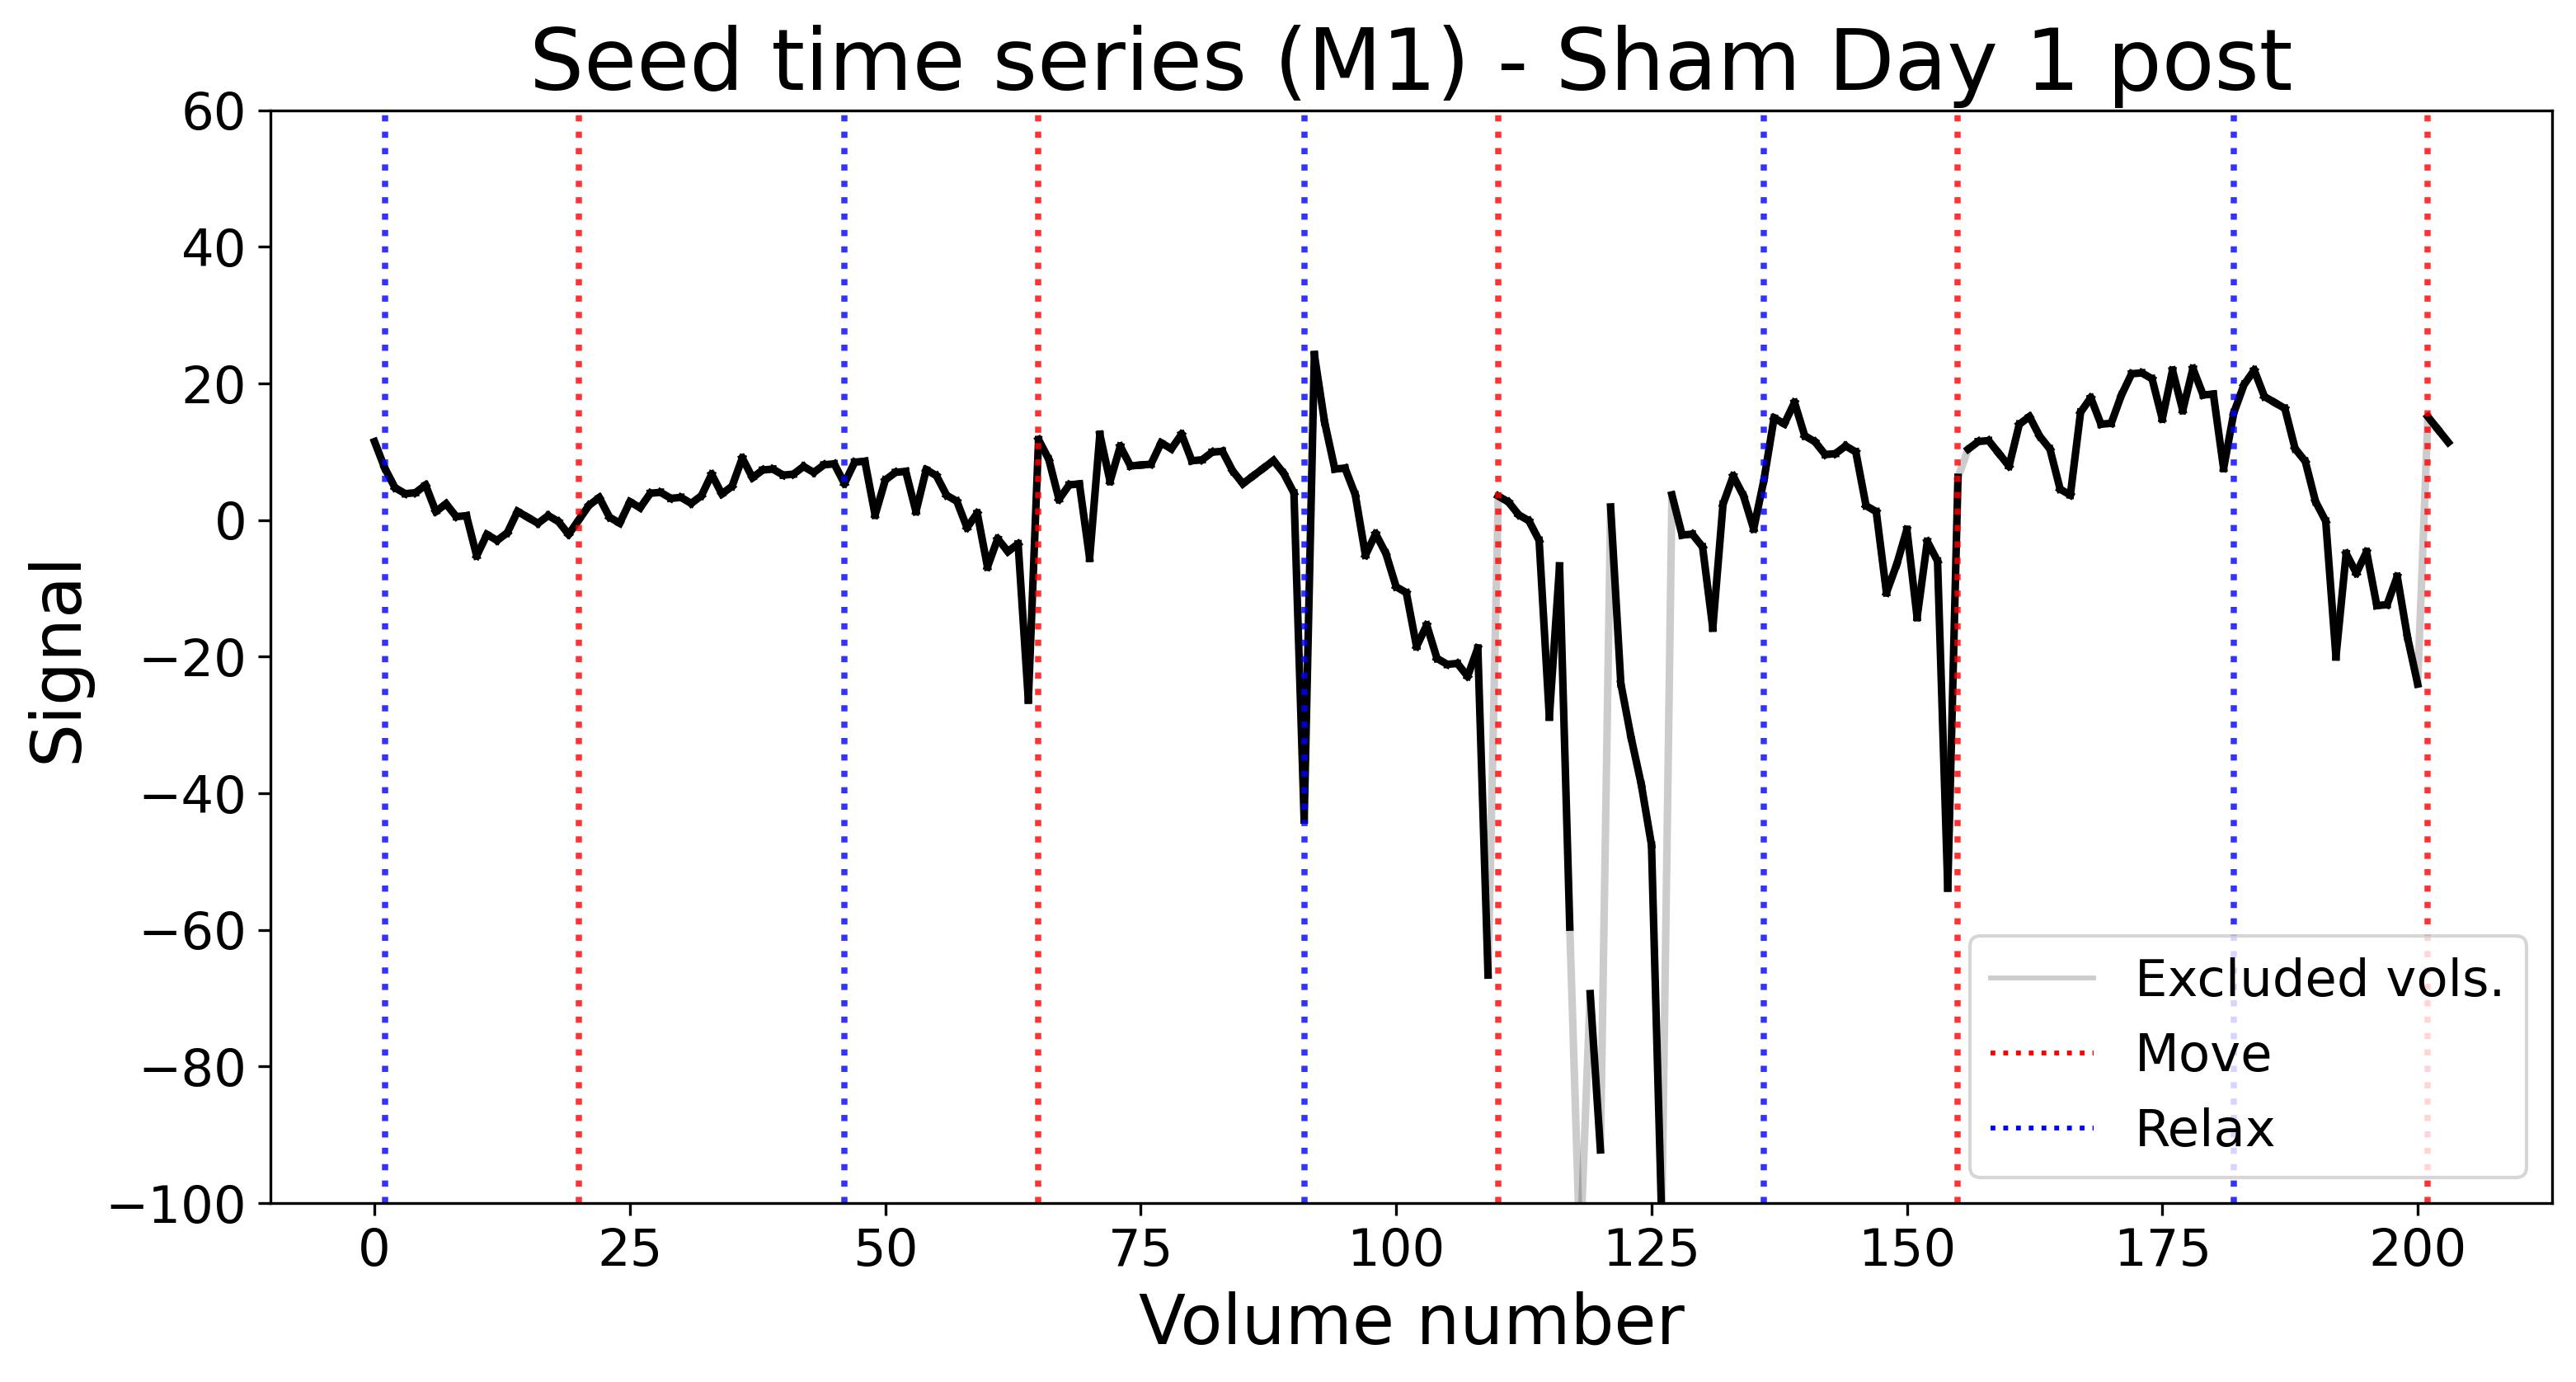 Seed time series (M1) - Sham Day 1 post
60
40
20
0
−20
−40
−60
−80
−100
Signal
0 25 50 75 100 125 150 175 200
Volume number
Excluded vols.
Move
Relax